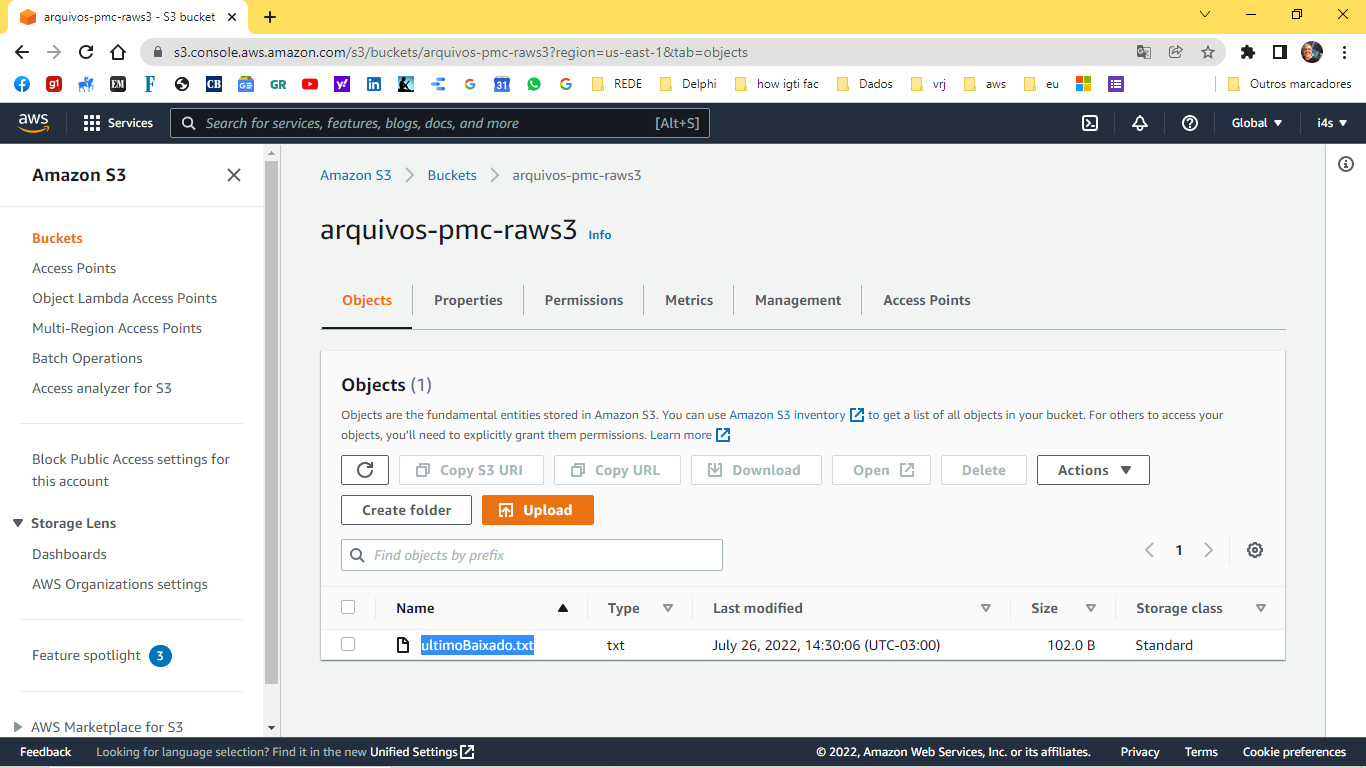 arquivos-pmc-raws3 - S3 bucket
s3.console.aws.amazon.com/s3/buckets/arquivos-pmc-raws3?region=us-east-1&tab=objects
g1 EM F CB GE GR y! in 31 G G REDE Delphi how igti fac Dados vrj aws eu Outros marcadores
aws Services Search for services, features, blogs, docs, and more [Alt+S] Global i4s
Amazon S3
Buckets
Access Points
Object Lambda Access Points
Multi-Region Access Points
Batch Operations
Access analyzer for S3
Block Public Access settings for
this account
Storage Lens
Dashboards
AWS Organizations settings
Feature spotlight 3
AWS Marketplace for S3
Amazon S3 Buckets arquivos-pmc-raws3
arquivos-pmc-raws3 Info
Objects Properties Permissions Metrics Management Access Points
Objects (1)
Objects are the fundamental entities stored in Amazon S3. You can use Amazon S3 inventory to get a list of all objects in your bucket. For others to access your
objects, you'll need to explicitly grant them permissions. Learn more
Copy S3 URI Copy URL Download Open Delete Actions
Create folder Upload
Find objects by prefix 1
Name Type Last modified Size Storage class
ultimoBaixado.txt txt July 26, 2022, 14:30:06 (UTC-03:00) 102.0 B Standard
Feedback Looking for language selection? Find it in the new Unified Settings © 2022, Amazon Web Services, Inc. or its affiliates. Privacy Terms Cookie preferences